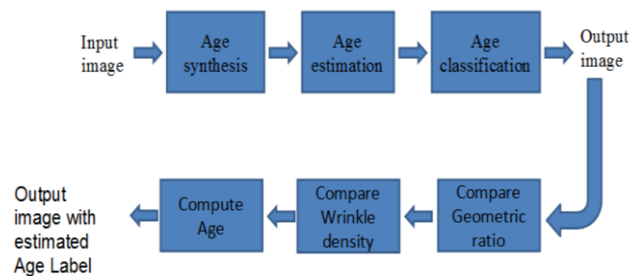 Input
image
Age
synthesis
Age
estimation
Age
classification
Output
image
Compare
Geometric
ratio
Compare
Wrinkle
density
Compute
Age
Output
image with
estimated
Age Label